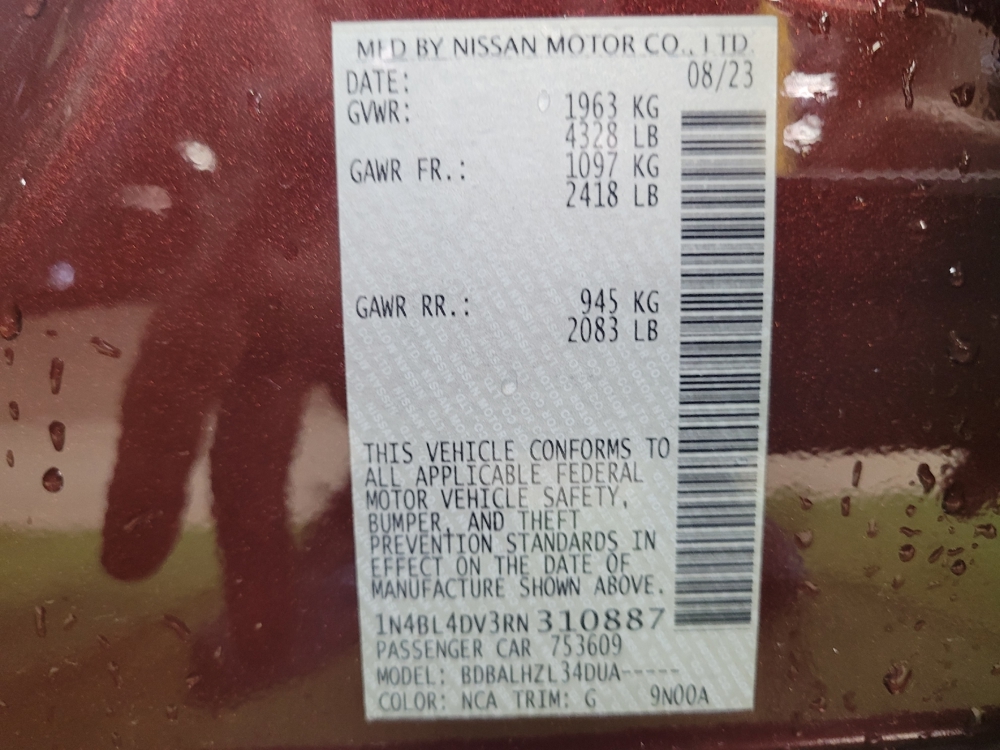 MFD BY NISSAN MOTOR CO., LTD.
DATE: 08/23
GVWR: 1963 KG
4328 LB
GAWR FR.: 1097 KG
2418 LB
GAWR RR.: 945 KG
2083 LB
THIS VEHICLE CONFORMS TO
ALL APPLICABLE FEDERAL
MOTOR VEHICLE SAFETY,
BUMPER, AND THEFT
PREVENTION STANDARDS IN
EFFECT ON THE DATE OF
MANUFACTURE SHOWN ABOVE.
1N4BL4DV3RN310887
PASSENGER CAR 753609
MODEL: BDBALHZL34DUA-----
COLOR: NCA TRIM: G 9N00A